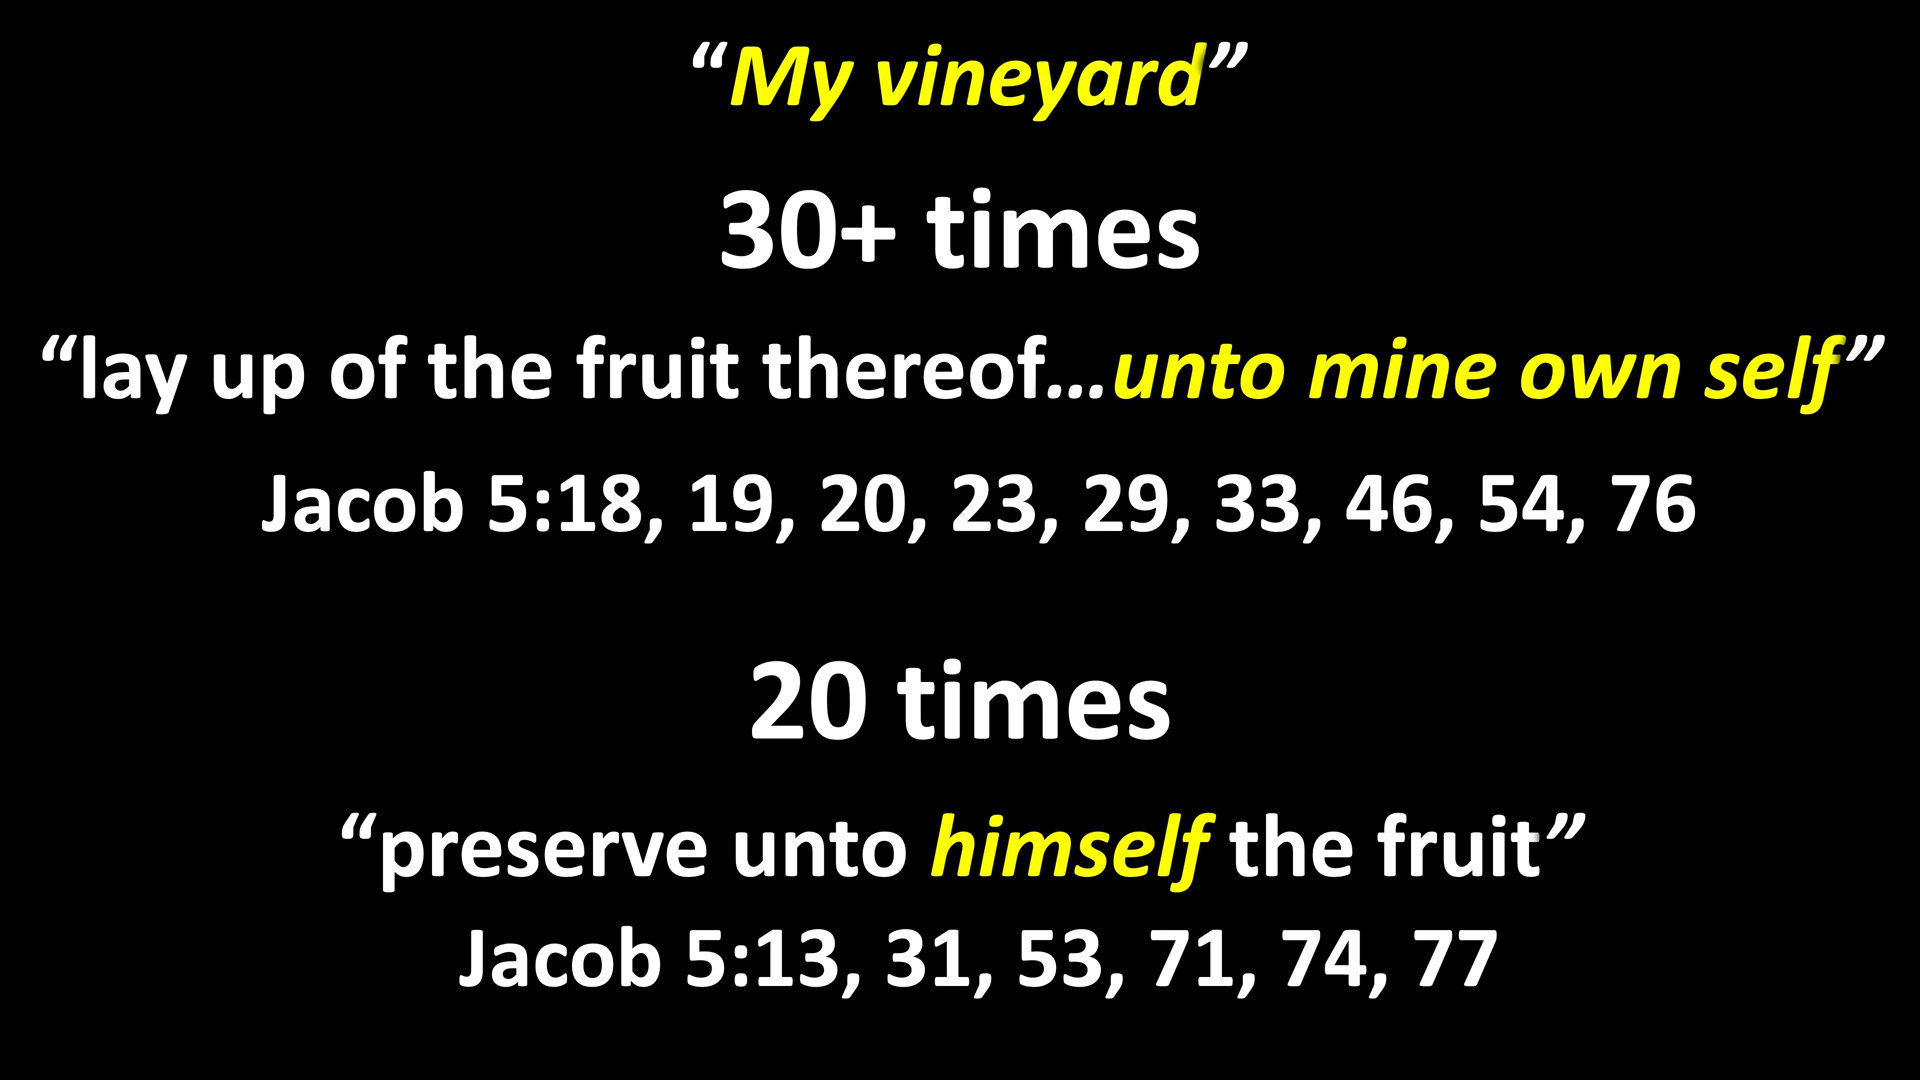 “My vineyard”
30+ times
“lay up of the fruit thereof…unto mine own self”
Jacob 5:18, 19, 20, 23, 29, 33, 46, 54, 76
20 times
“preserve unto himself the fruit”
Jacob 5:13, 31, 53, 71, 74, 77